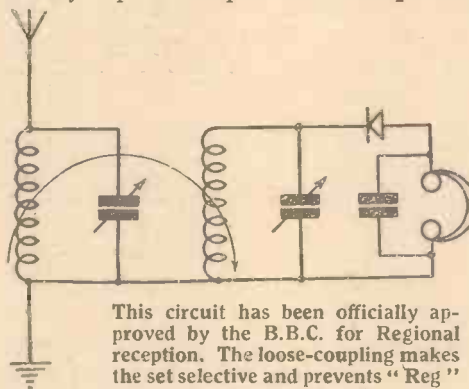 This circuit has been officially ap-
proved by the B.B.C. for Regional
reception. The loose-coupling makes
the set selective and prevents “Reg”